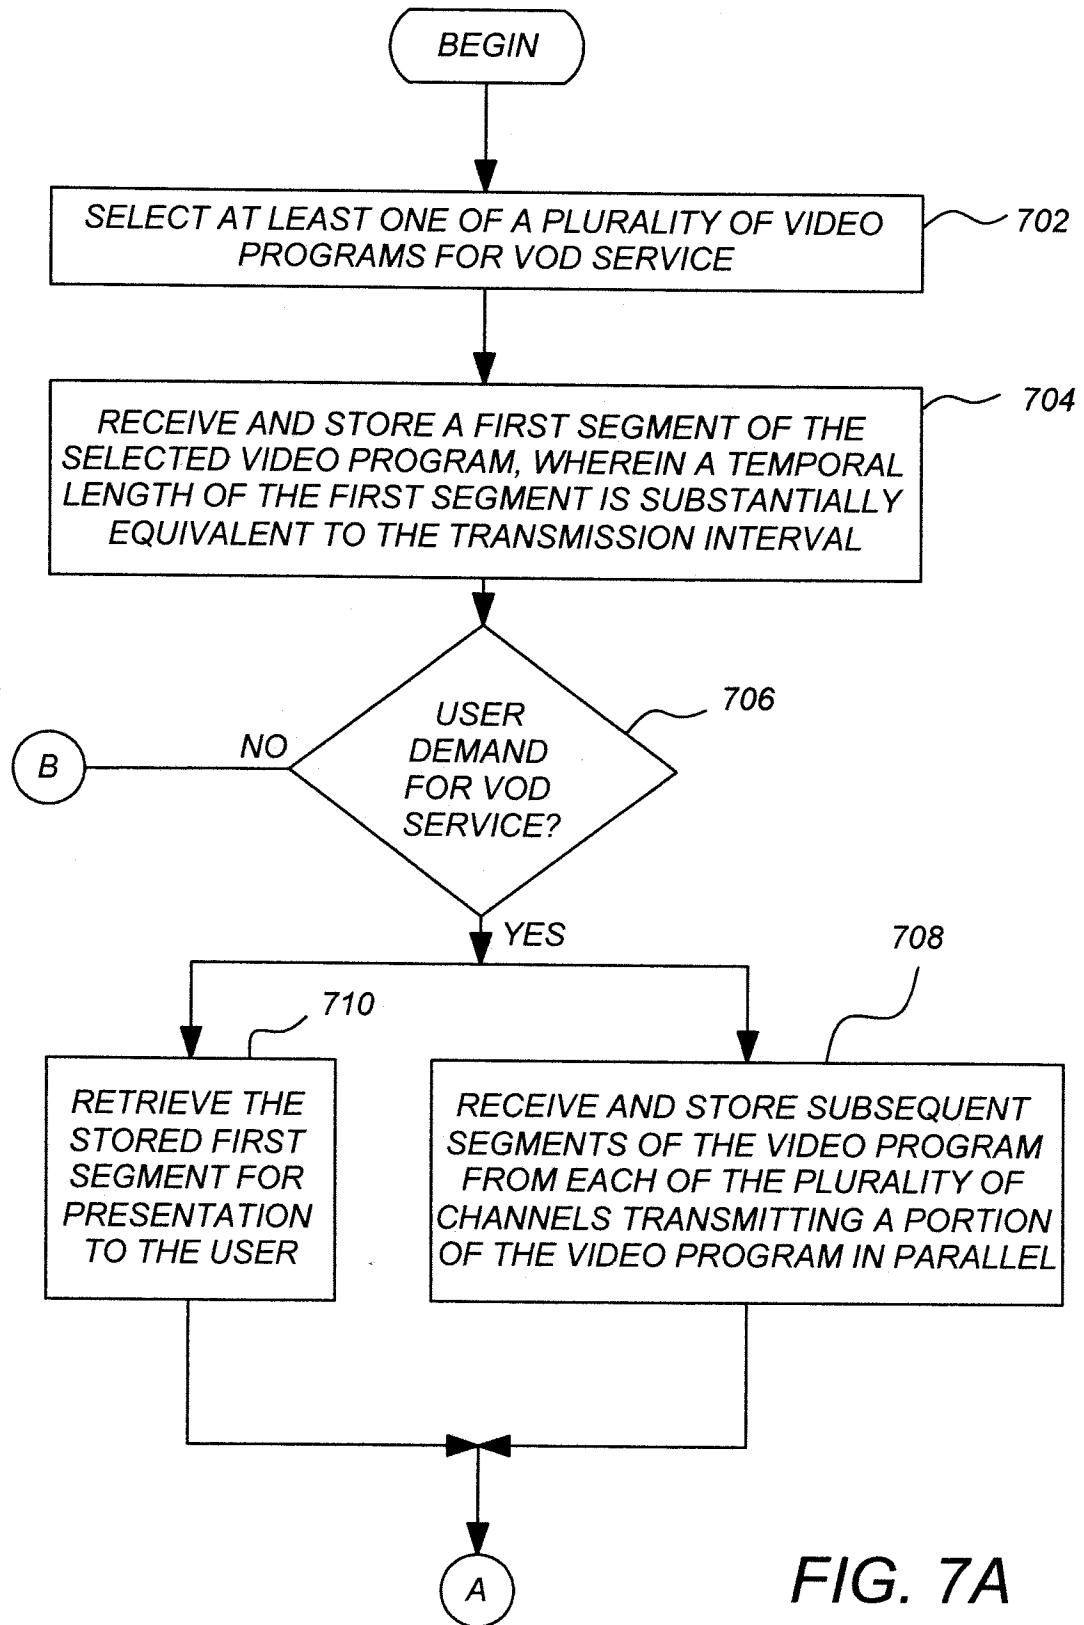 BEGIN
SELECT AT LEAST ONE OF A PLURALITY OF VIDEO
PROGRAMS FOR VOD SERVICE
702
RECEIVE AND STORE A FIRST SEGMENT OF THE
SELECTED VIDEO PROGRAM, WHEREIN A TEMPORAL
LENGTH OF THE FIRST SEGMENT IS SUBSTANTIALLY
EQUIVALENT TO THE TRANSMISSION INTERVAL
704
USER
DEMAND
FOR VOD
SERVICE?
706
NO
B
YES
710
708
RETRIEVE THE
STORED FIRST
SEGMENT FOR
PRESENTATION
TO THE USER
RECEIVE AND STORE SUBSEQUENT
SEGMENTS OF THE VIDEO PROGRAM
FROM EACH OF THE PLURALITY OF
CHANNELS TRANSMITTING A PORTION
OF THE VIDEO PROGRAM IN PARALLEL
A
FIG. 7A